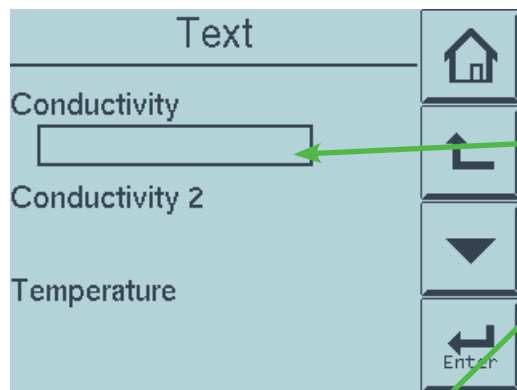 Text
Conductivity
Conductivity 2
Temperature
Enter